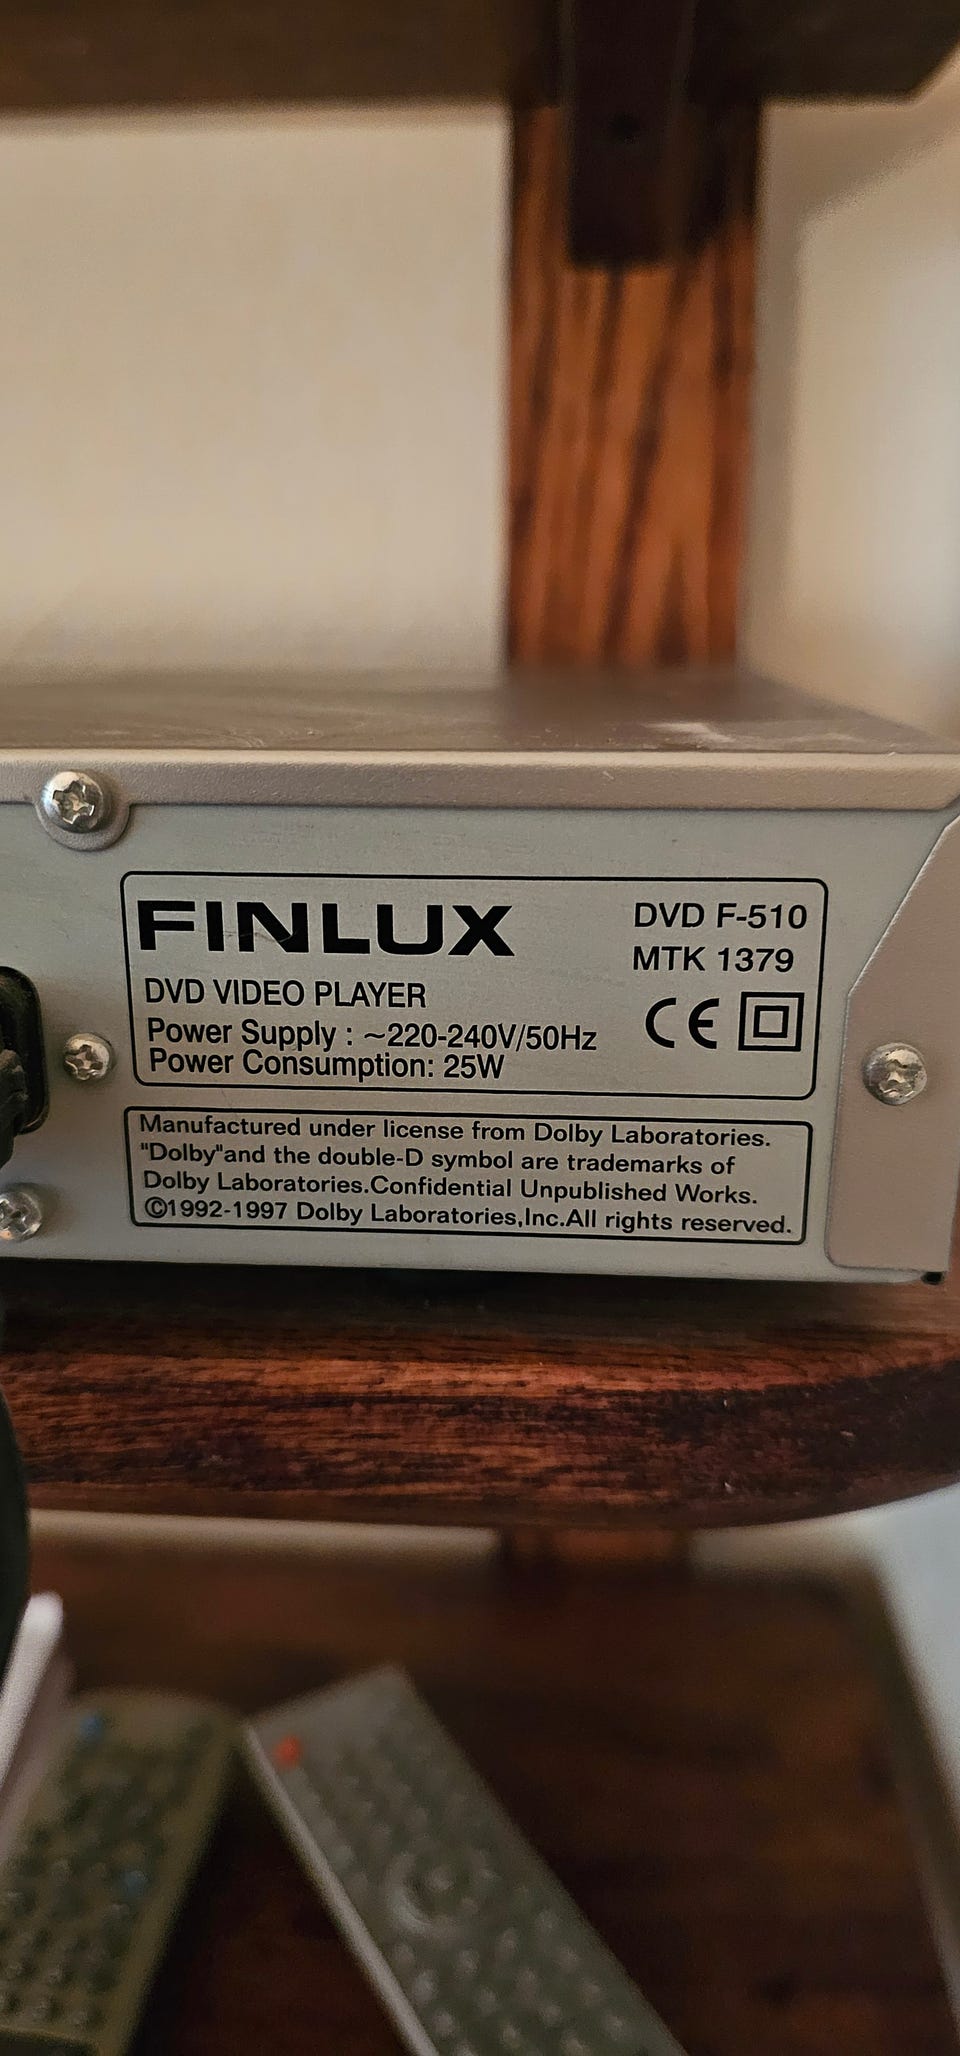 FINLUX
DVD F-510
MTK 1379
DVD VIDEO PLAYER
Power Supply : ~220-240V/50Hz
Power Consumption: 25W
CE
Manufactured under license from Dolby Laboratories.
"Dolby"and the double-D symbol are trademarks of
Dolby Laboratories.Confidential Unpublished Works.
©1992-1997 Dolby Laboratories,Inc.All rights reserved.